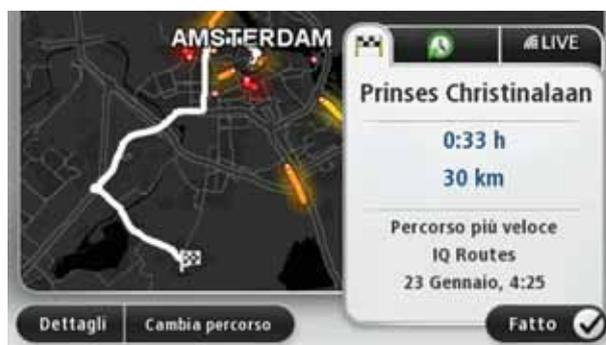 AMSTERDAM
LIVE
Prinses Christinalaan
0:33 h
30 km
Percorso più veloce
IQ Routes
23 Gennaio, 4:25
Dettagli
Cambia percorso
Fatto